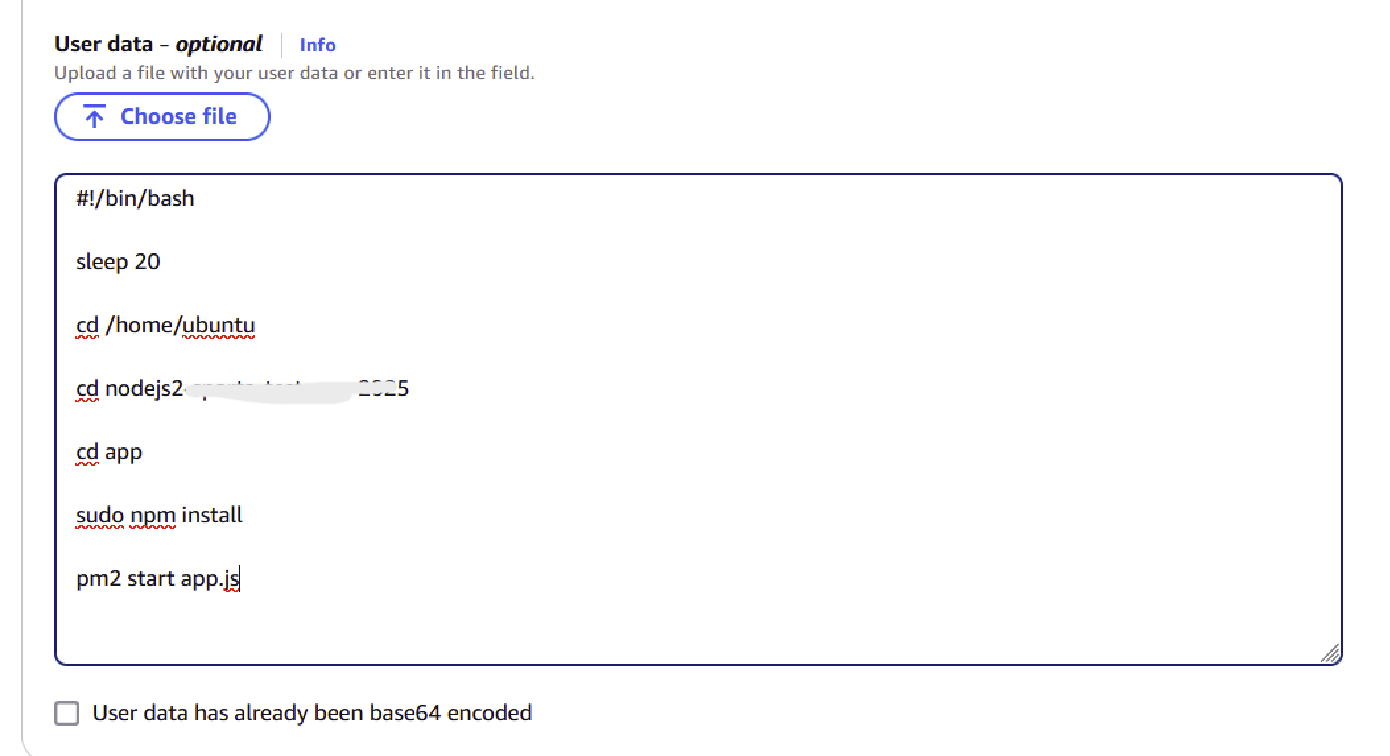 User data - optional Info
Upload a file with your user data or enter it in the field.
Choose file
#!/bin/bash
sleep 20
cd /home/ubuntu
cd nodejs2-
cd app
sudo npm install
pm2 start app.js
User data has already been base64 encoded